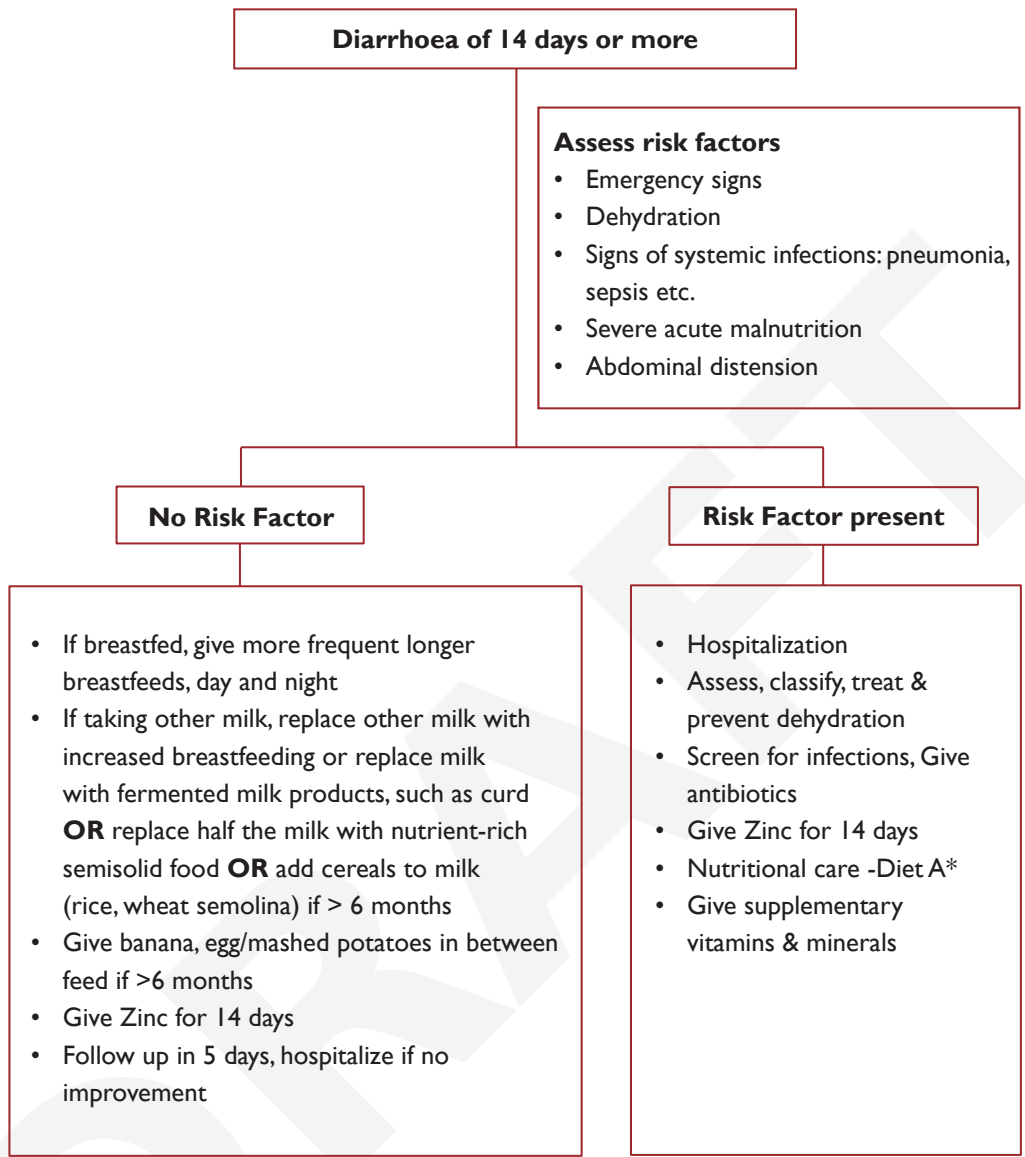 Diarrhoea of 14 days or more
Assess risk factors
• Emergency signs
• Dehydration
• Signs of systemic infections: pneumonia,
sepsis etc.
• Severe acute malnutrition
• Abdominal distension
No Risk Factor
Risk Factor present
• If breastfed, give more frequent longer
breastfeeds, day and night
• If taking other milk, replace other milk with
increased breastfeeding or replace milk
with fermented milk products, such as curd
OR replace half the milk with nutrient-rich
semisolid food OR add cereals to milk
(rice, wheat semolina) if > 6 months
• Give banana, egg/mashed potatoes in between
feed if >6 months
• Give Zinc for 14 days
• Follow up in 5 days, hospitalize if no
improvement
• Hospitalization
• Assess, classify, treat &
prevent dehydration
• Screen for infections, Give
antibiotics
• Give Zinc for 14 days
• Nutritional care -Diet A*
• Give supplementary
vitamins & minerals
DRAFT